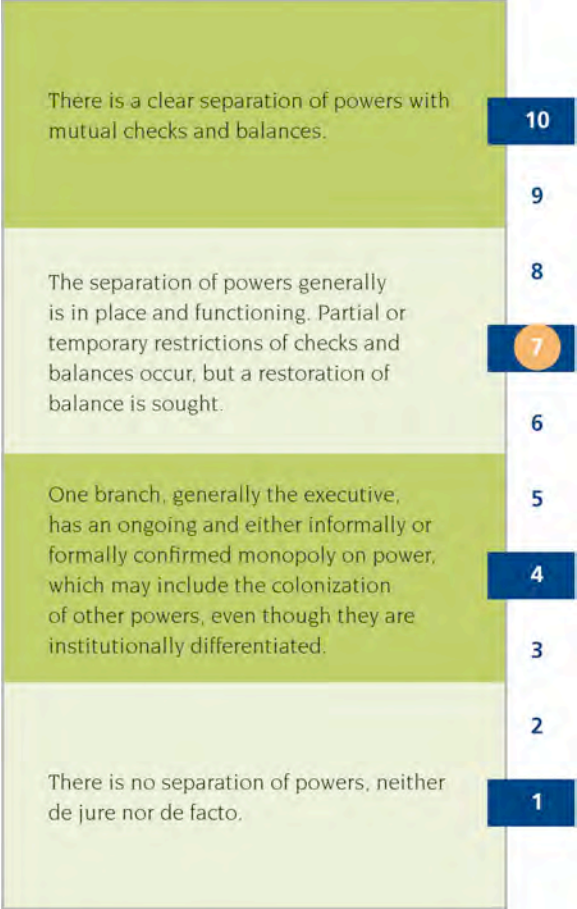 There is a clear separation of powers with
mutual checks and balances.
10
9
The separation of powers generally
is in place and functioning. Partial or
temporary restrictions of checks and
balances occur, but a restoration of
balance is sought.
8
7
6
One branch, generally the executive,
has an ongoing and either informally or
formally confirmed monopoly on power,
which may include the colonization
of other powers, even though they are
institutionally differentiated.
5
4
3
There is no separation of powers, neither
de jure nor de facto.
2
1